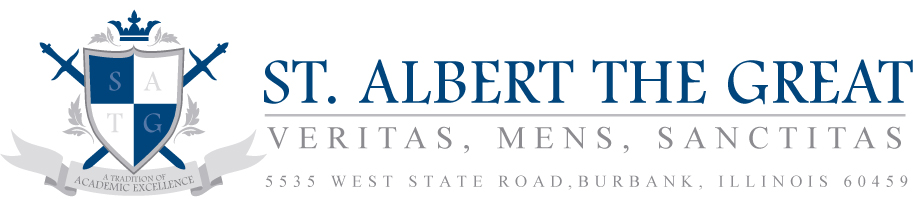 S A
T G
A TRADITION OF
ACADEMIC EXCELLENCE
ST. ALBERT THE GREAT
VERITAS, MENS, SANCTITAS
5535 WEST STATE ROAD,BURBANK, ILLINOIS 60459